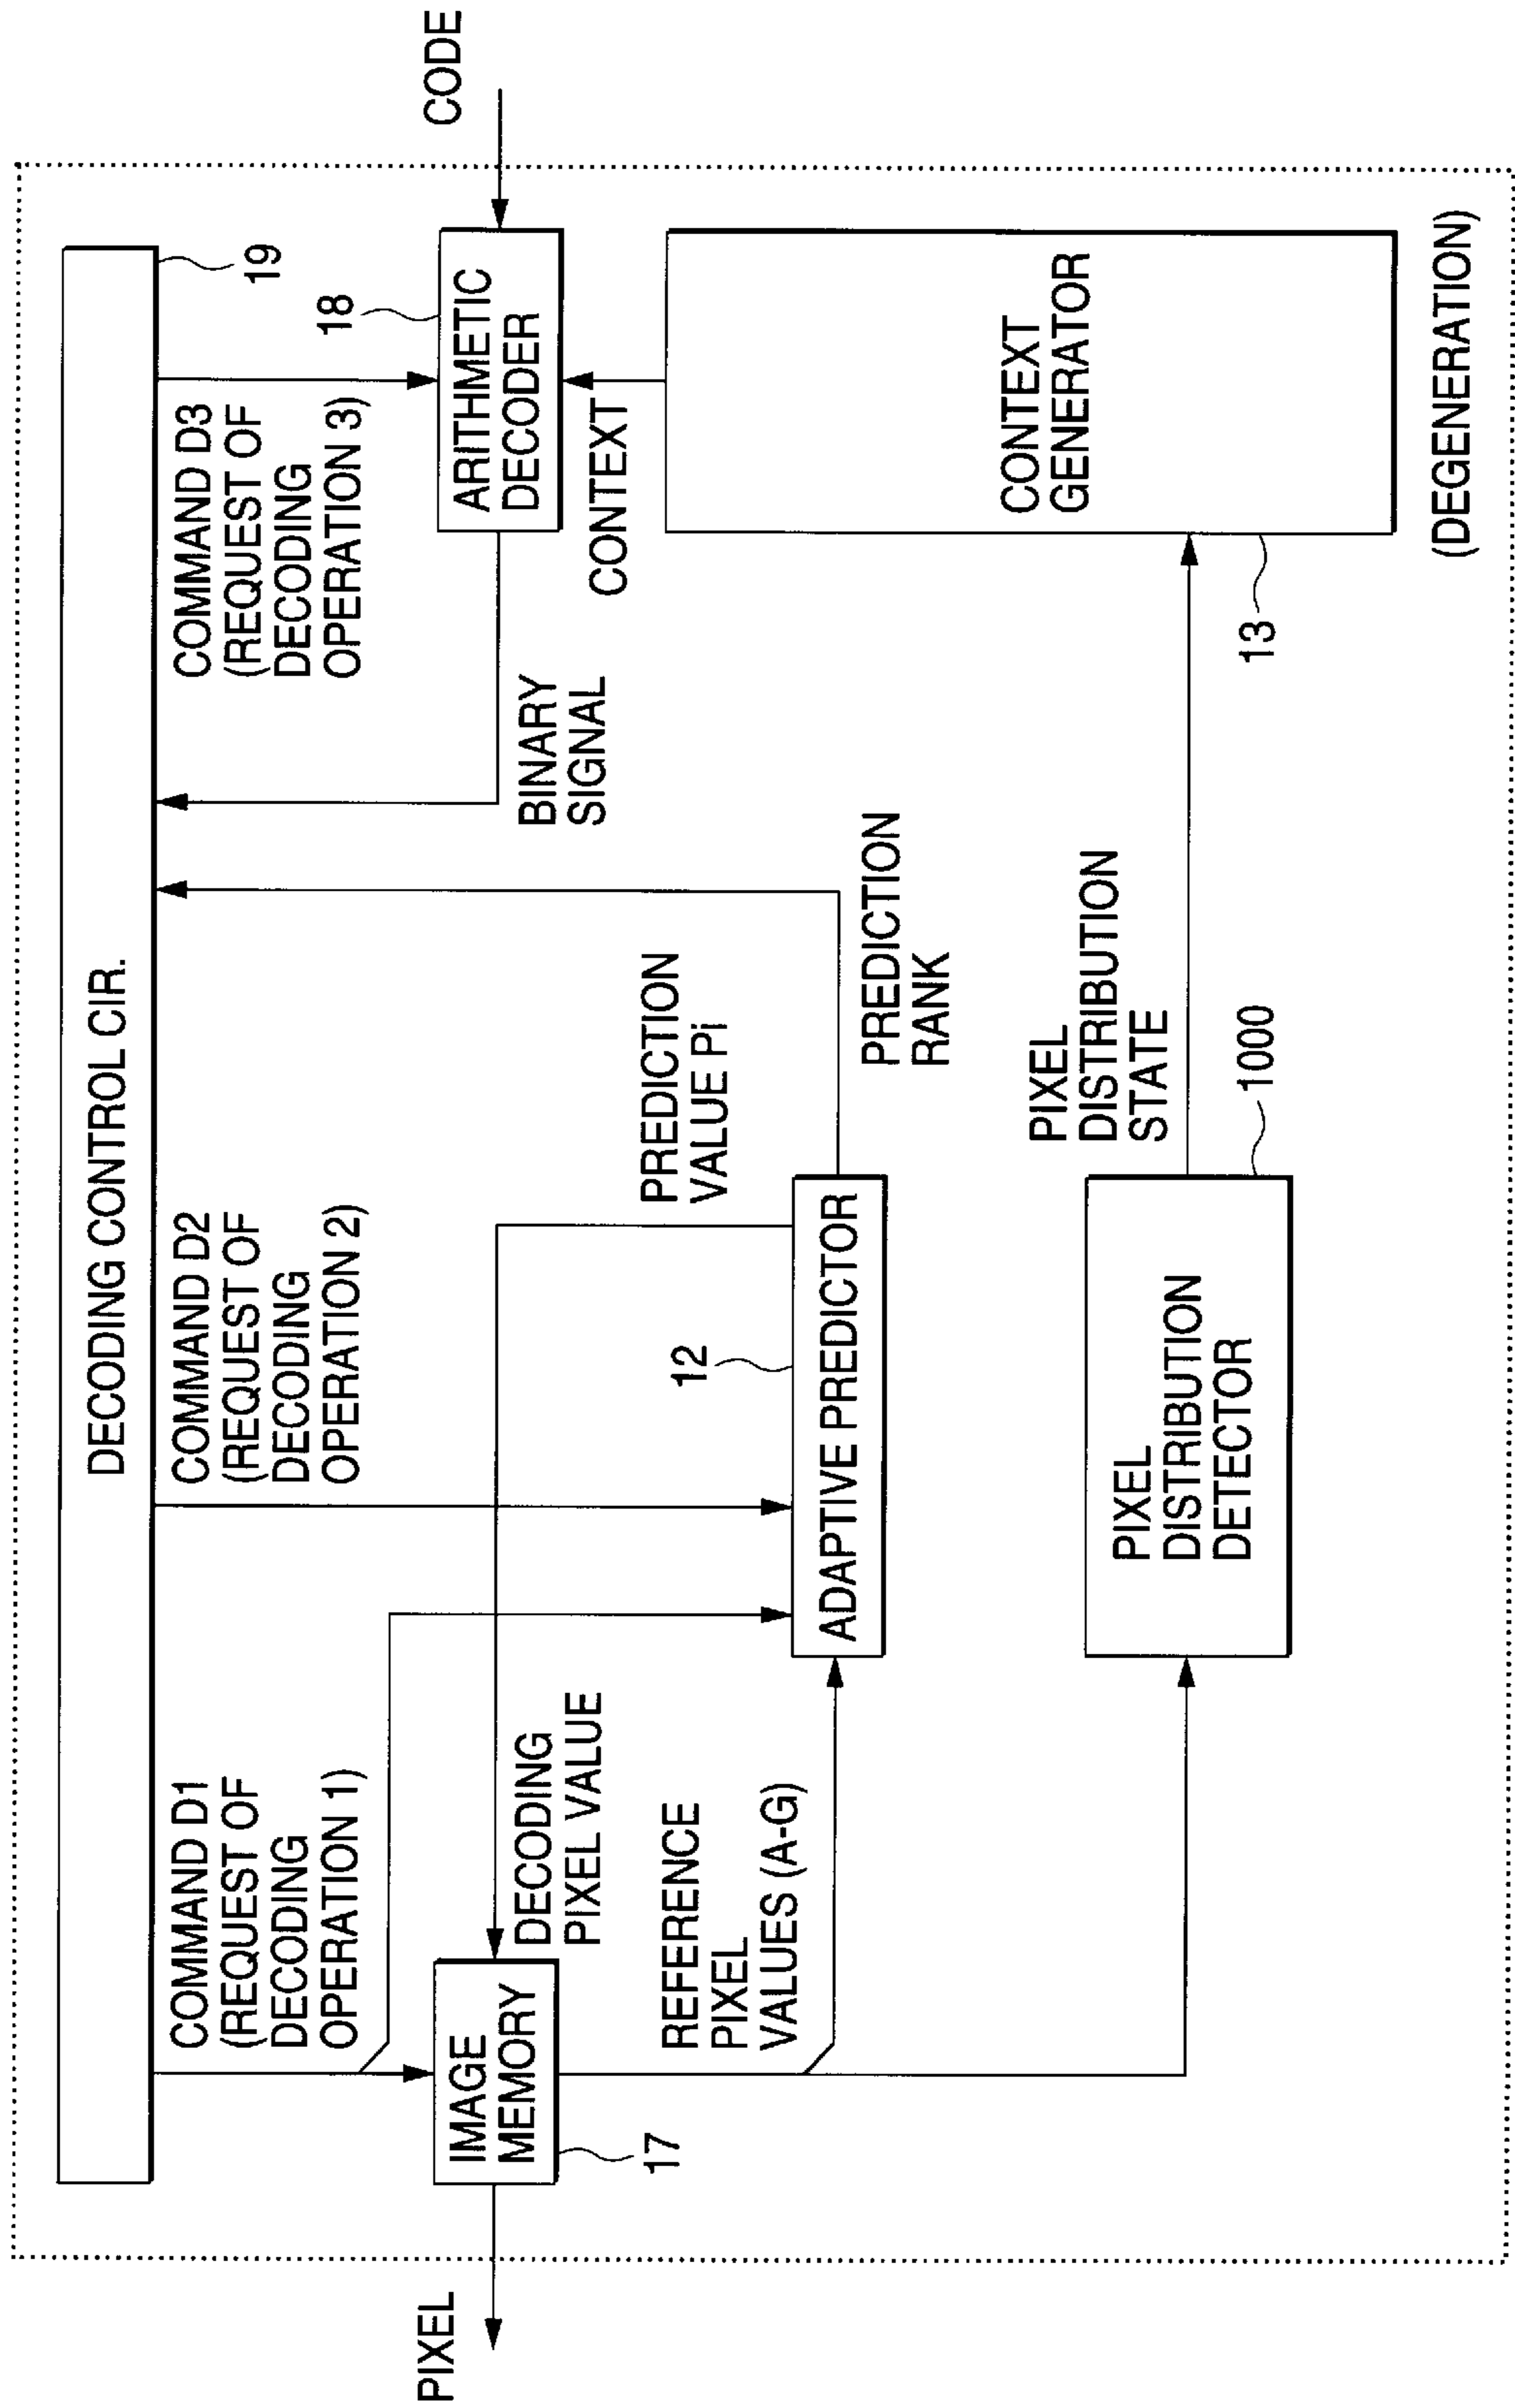 DECODING CONTROL CIR.
19
COMMAND D1
(REQUEST OF
DECODING
OPERATION 1)
COMMAND D2
(REQUEST OF
DECODING
OPERATION 2)
COMMAND D3
(REQUEST OF
DECODING
OPERATION 3)
PIXEL
IMAGE
MEMORY
17
DECODING
PIXEL VALUE
PREDICTION
VALUE Pi
BINARY
SIGNAL
18
ARITHMETIC
DECODER
CODE
CONTEXT
REFERENCE
PIXEL
VALUES (A-G)
12
ADAPTIVE PREDICTOR
PREDICTION
RANK
PIXEL
DISTRIBUTION
DETECTOR
1000
PIXEL
DISTRIBUTION
STATE
CONTEXT
GENERATOR
13
(DEGENERATION)